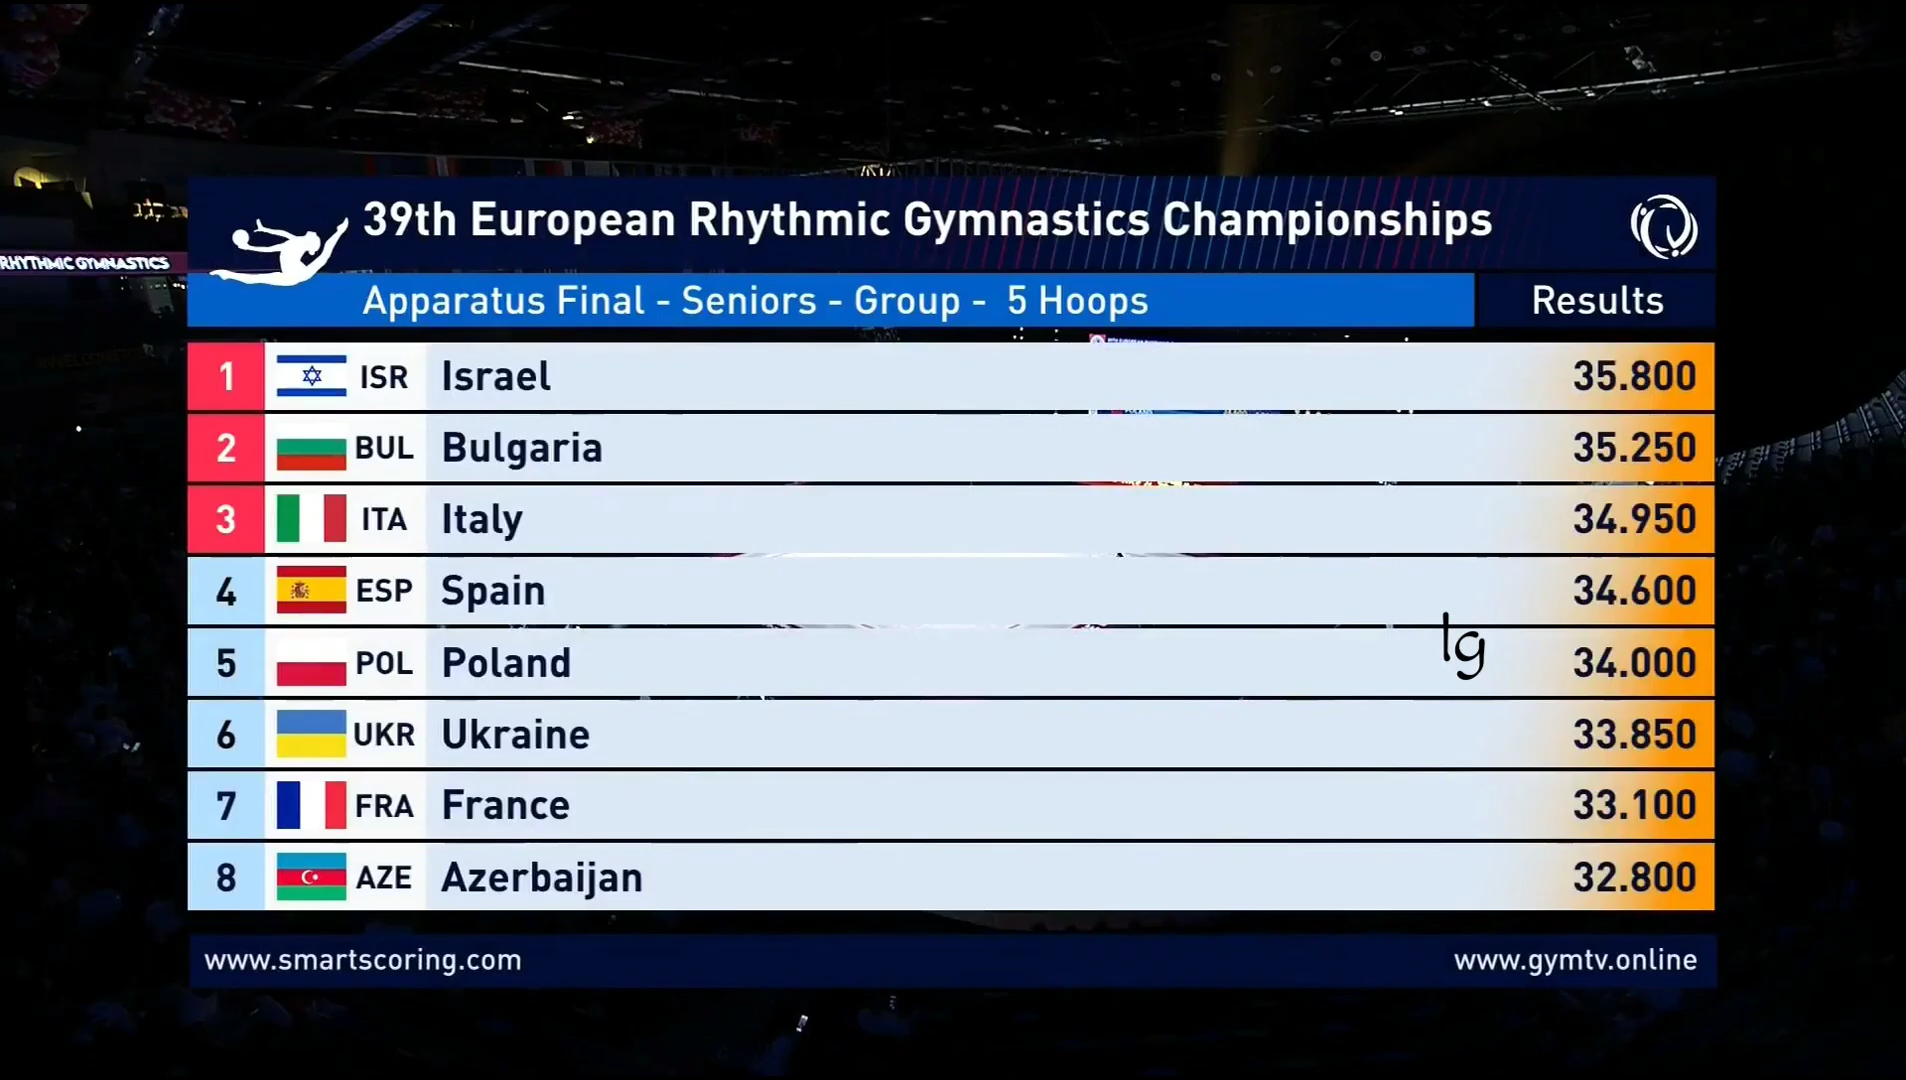 39th European Rhythmic Gymnastics Championships
RHYTHMIC GYMNASTICS
Apparatus Final - Seniors - Group - 5 Hoops Results
1 ISR Israel 35.800
2 BUL Bulgaria 35.250
3 ITA Italy 34.950
4 ESP Spain 34.600
lg
5 POL Poland 34.000
6 UKR Ukraine 33.850
7 FRA France 33.100
8 AZE Azerbaijan 32.800
www.smartscoring.com www.gymtv.online